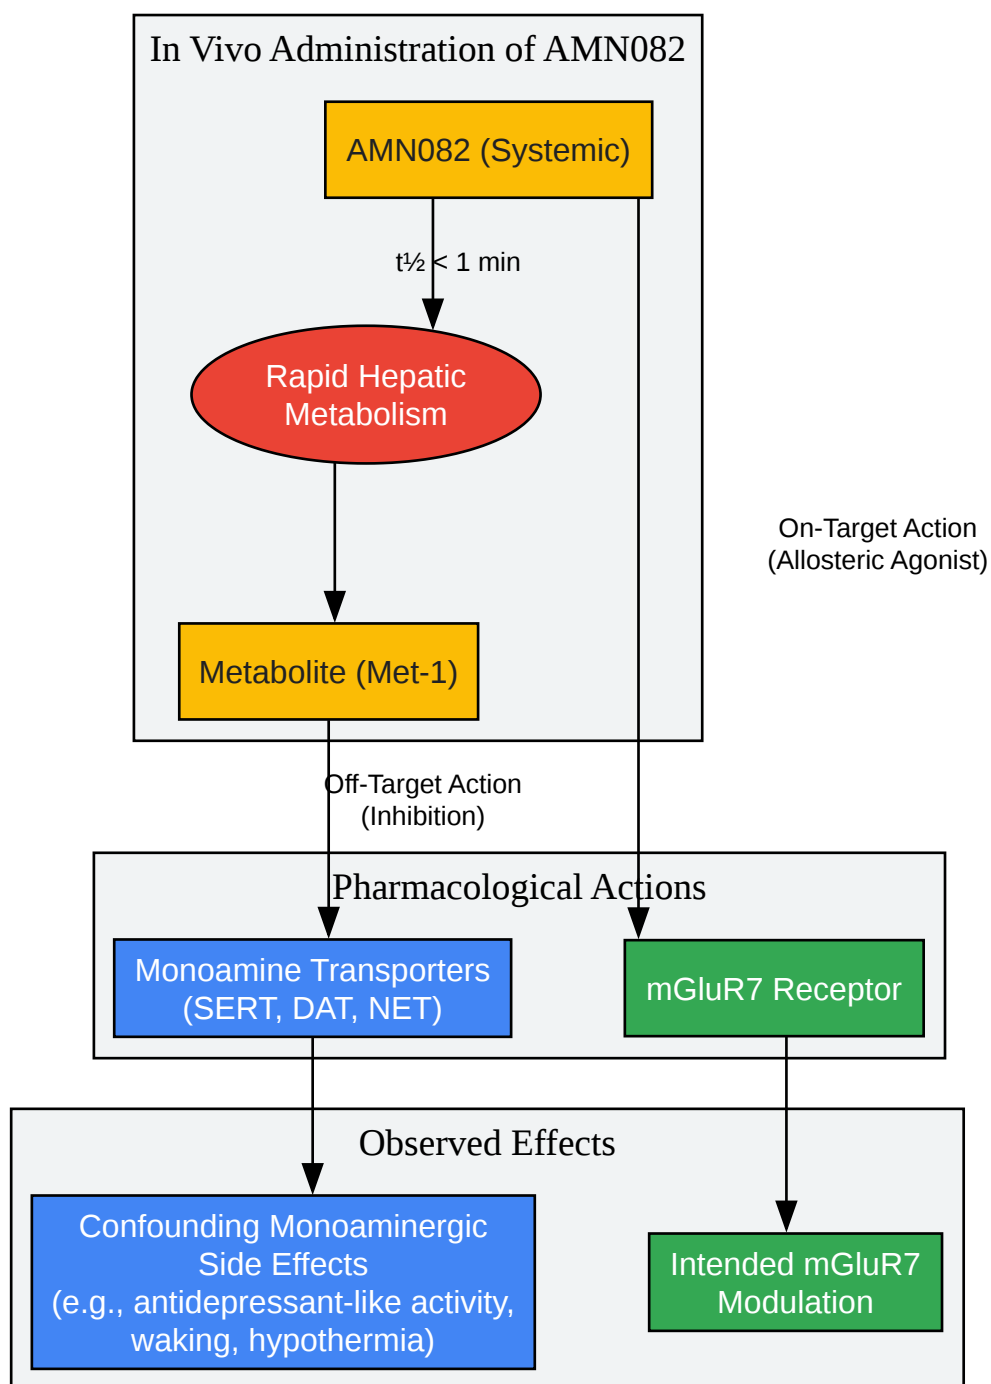 In Vivo Administration of AMN082
AMN082 (Systemic)
t½ < 1 min
Rapid Hepatic
Metabolism
On-Target Action
(Allosteric Agonist)
Metabolite (Met-1)
Off-Target Action
(Inhibition)
Pharmacological Actions
Monoamine Transporters
(SERT, DAT, NET)
mGluR7 Receptor
Observed Effects
Confounding Monoaminergic
Side Effects
(e.g., antidepressant-like activity,
waking, hypothermia)
Intended mGluR7
Modulation